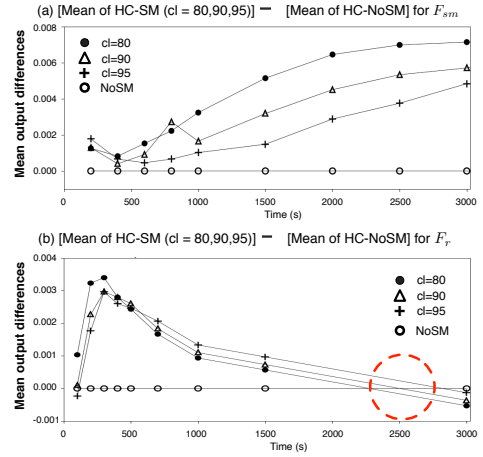 (a) [Mean of HC-SM (cl = 80,90,95)] − [Mean of HC-NoSM] for F_sm
Mean output differences
0.008
0.006
0.004
0.002
0.000
cl=80
cl=90
cl=95
NoSM
0 500 1000 1500 2000 2500 3000
Time (s)
(b) [Mean of HC-SM (cl = 80,90,95)] − [Mean of HC-NoSM] for F_r
Mean output differences
0.004
0.003
0.002
0.001
0.000
-0.001
cl=80
cl=90
cl=95
NoSM
0 500 1000 1500 2000 2500 3000
Time (s)